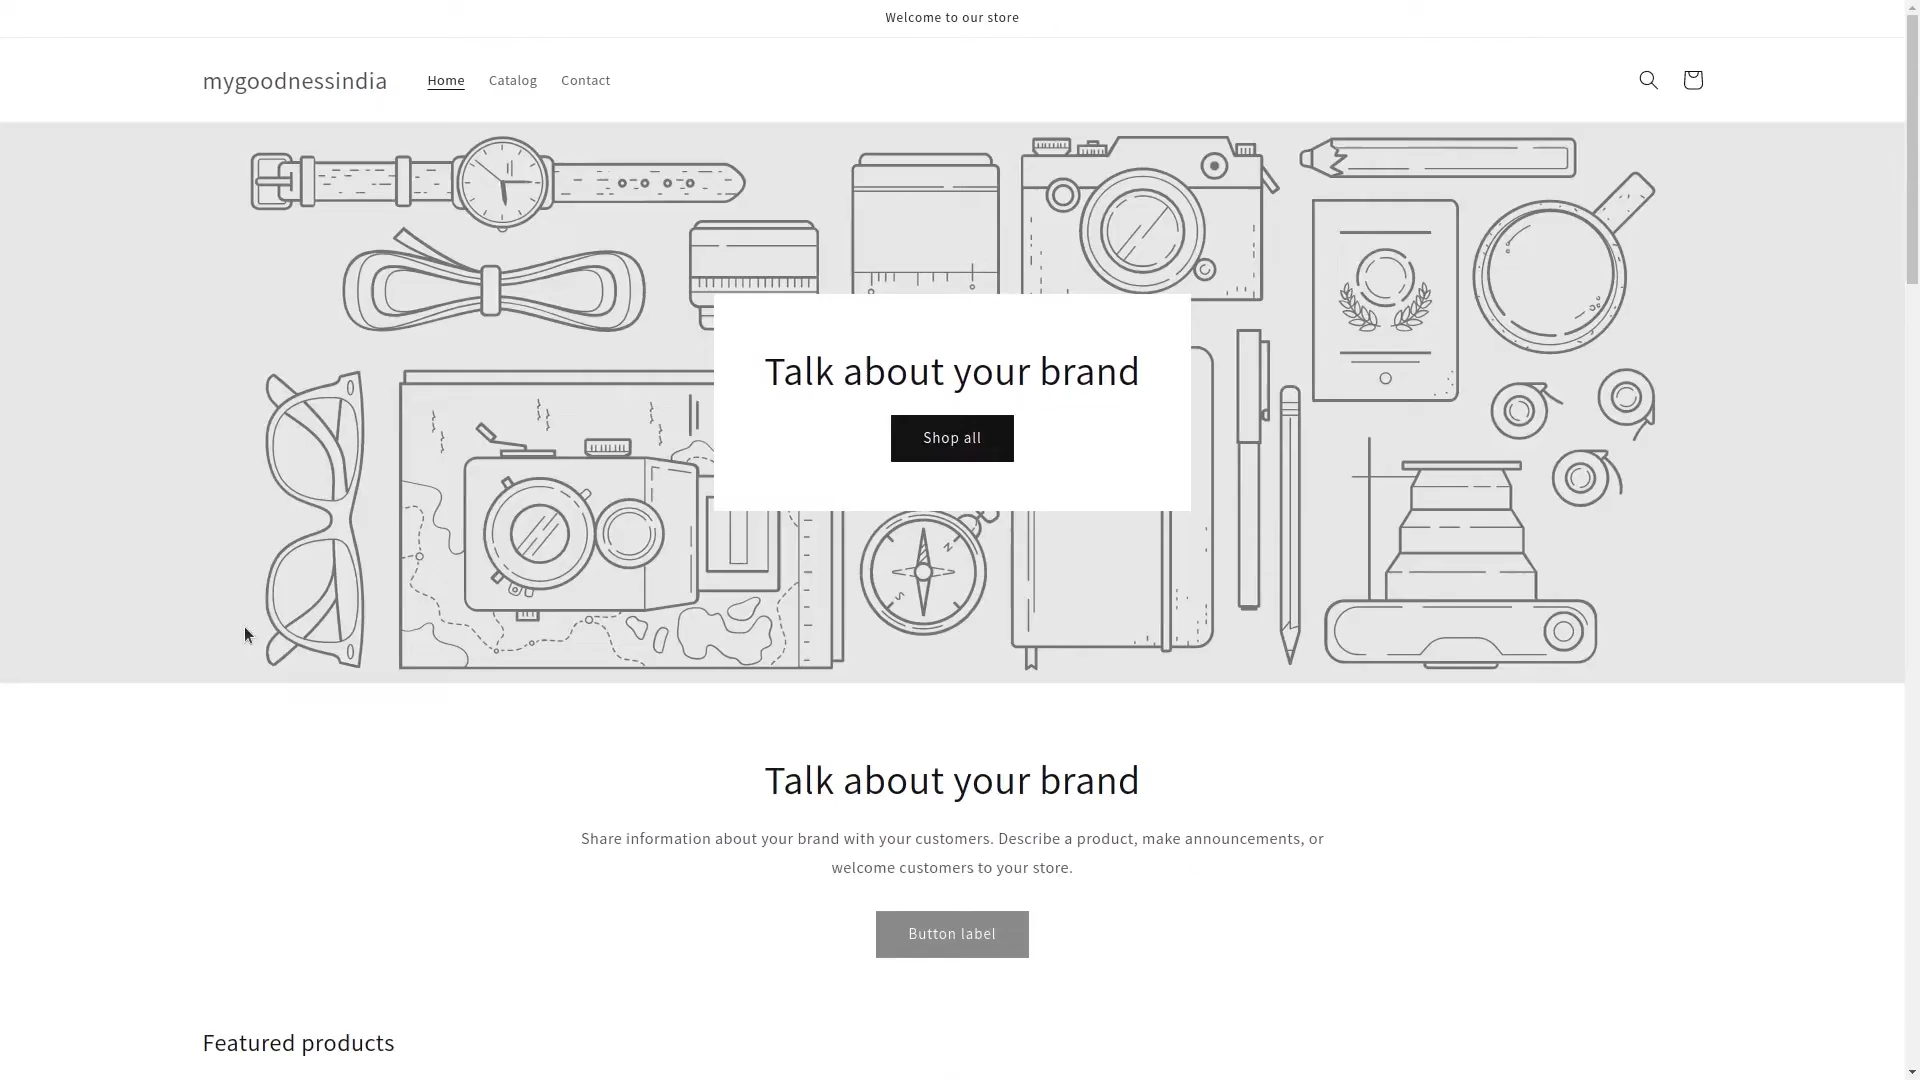 Welcome to our store
mygoodnessindia Home Catalog Contact
Talk about your brand
Shop all
N
S
Talk about your brand
Share information about your brand with your customers. Describe a product, make announcements, or
welcome customers to your store.
Button label
Featured products